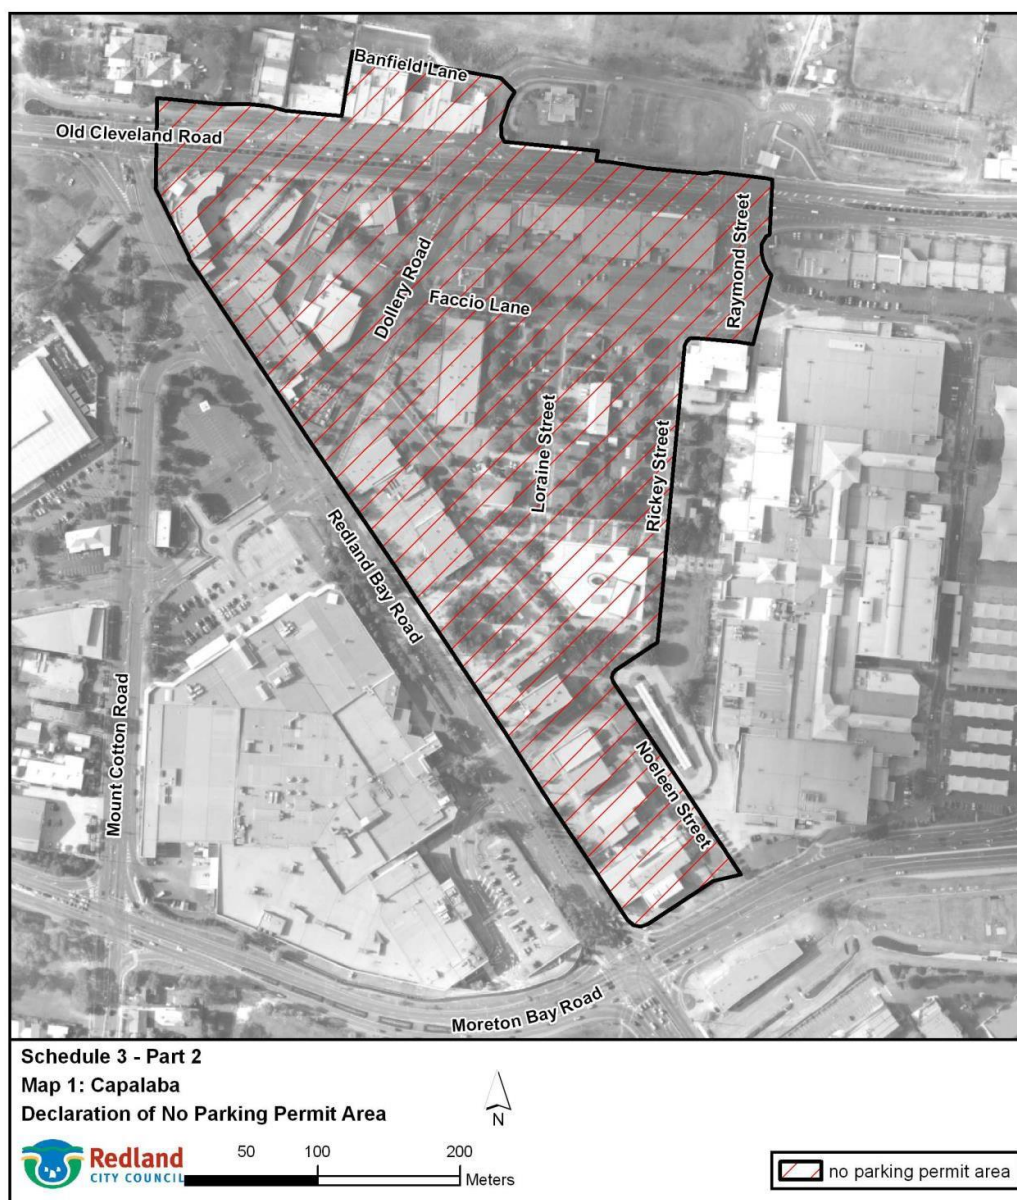 Banfield Lane
Old Cleveland Road
Raymond Street
Dollery Road
Faccio Lane
Loraine Street
Rickey Street
Redland Bay Road
Mount Cotton Road
Noeleen Street
Moreton Bay Road
Schedule 3 - Part 2
Map 1: Capalaba
Declaration of No Parking Permit Area
N
Redland
CITY COUNCIL
50 100 200
Meters
no parking permit area